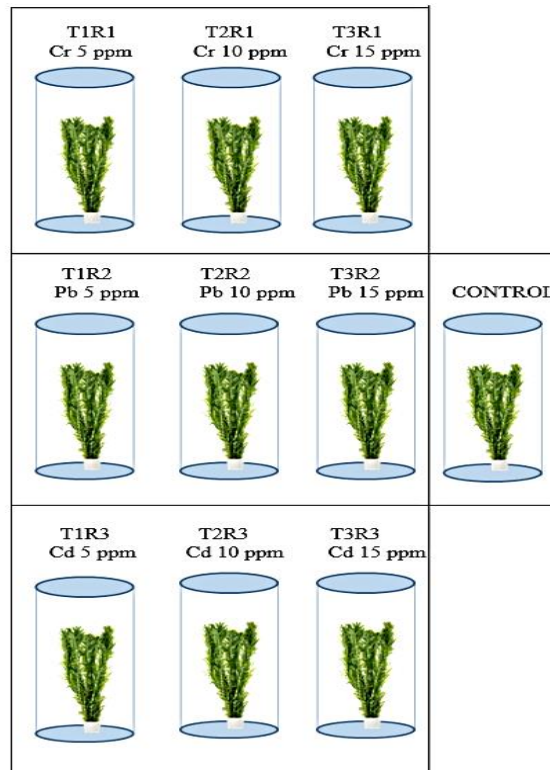 T1R1
Cr 5 ppm
T2R1
Cr 10 ppm
T3R1
Cr 15 ppm
T1R2
Pb 5 ppm
T2R2
Pb 10 ppm
T3R2
Pb 15 ppm
CONTROL
T1R3
Cd 5 ppm
T2R3
Cd 10 ppm
T3R3
Cd 15 ppm